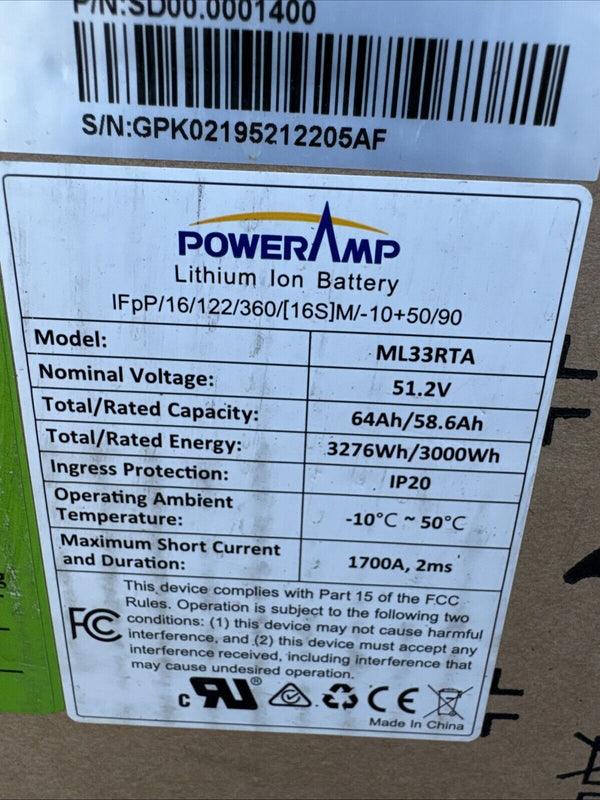 P/N:SD00.0001400
S/N:GPK02195212205AF
POWERAMP
Lithium Ion Battery
IFpP/16/122/360/[16S]M/-10+50/90
Model: ML33RTA
Nominal Voltage: 51.2V
Total/Rated Capacity: 64Ah/58.6Ah
Total/Rated Energy: 3276Wh/3000Wh
Ingress Protection: IP20
Operating Ambient
Temperature: -10°C ~ 50°C
Maximum Short Current
and Duration: 1700A, 2ms
This device complies with Part 15 of the FCC
Rules. Operation is subject to the following two
conditions: (1) this device may not cause harmful
interference, and (2) this device must accept any
interference received, including interference that
may cause undesired operation.
FC
c RU ® CE
Made In China